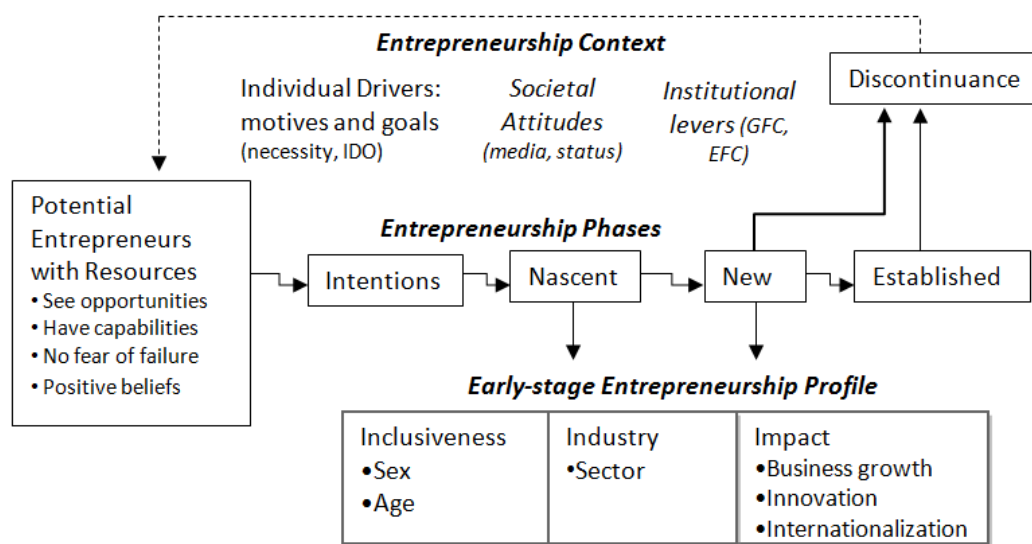 Entrepreneurship Context
Individual Drivers:
motives and goals
(necessity, IDO)
Societal
Attitudes
(media, status)
Institutional
levers (GFC,
EFC)
Discontinuance
Potential
Entrepreneurs
with Resources
• See opportunities
• Have capabilities
• No fear of failure
• Positive beliefs
Entrepreneurship Phases
Intentions
Nascent
New
Established
Early-stage Entrepreneurship Profile
Inclusiveness
•Sex
•Age
Industry
•Sector
Impact
•Business growth
•Innovation
•Internationalization